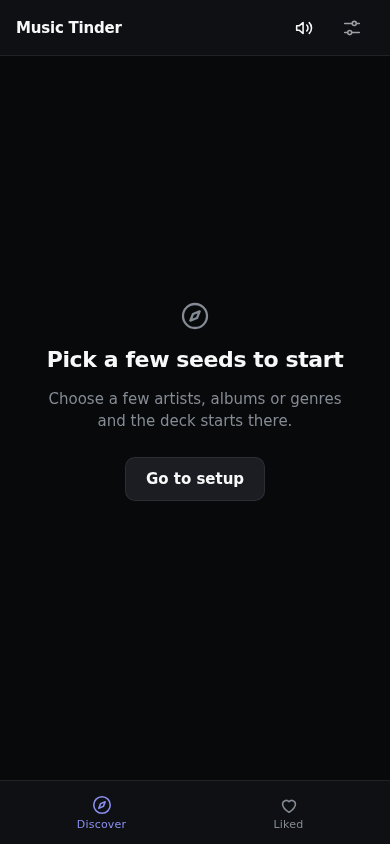 Music Tinder
Pick a few seeds to start
Choose a few artists, albums or genres
and the deck starts there.
Go to setup
Discover
Liked